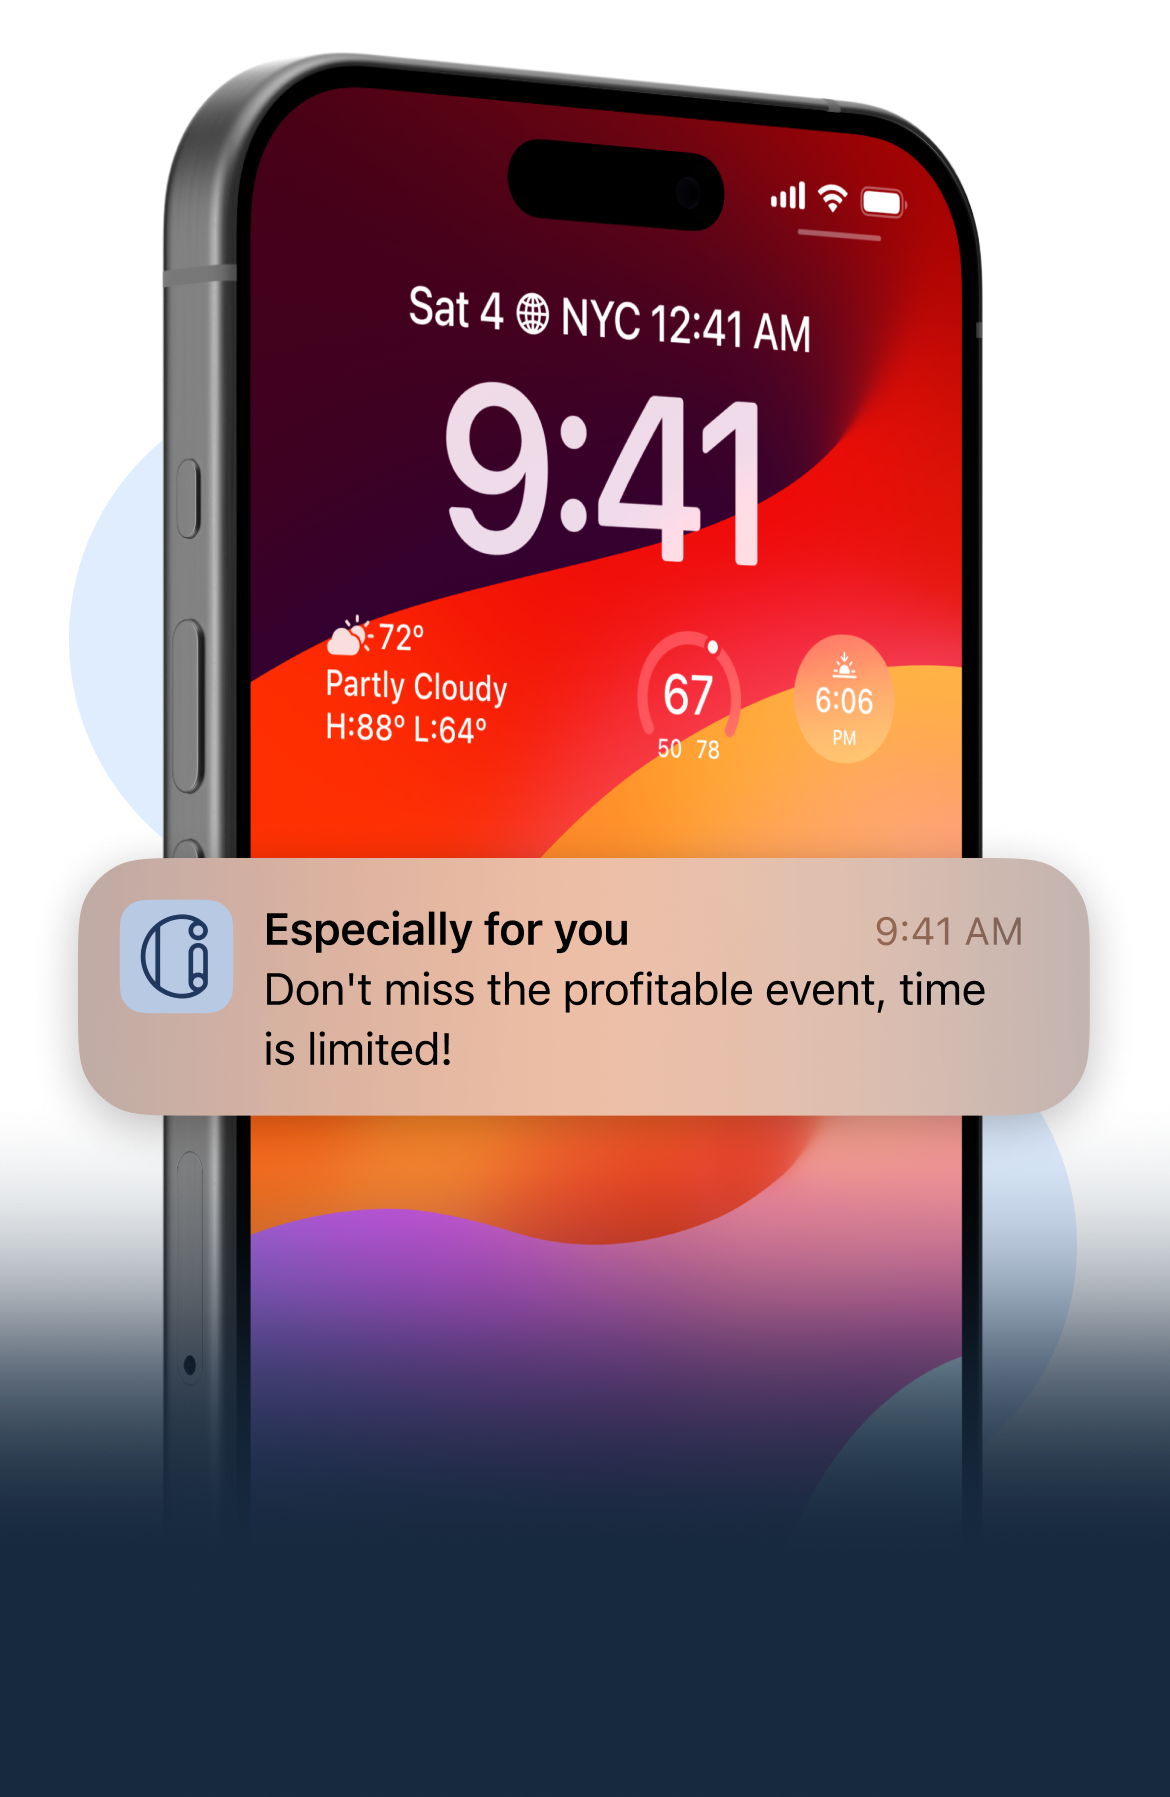 Sat 4 NYC 12:41 AM
9:41
72°
Partly Cloudy
H:88° L:64°
67
50 78
6:06
PM
Especially for you
9:41 AM
Don't miss the profitable event, time
is limited!